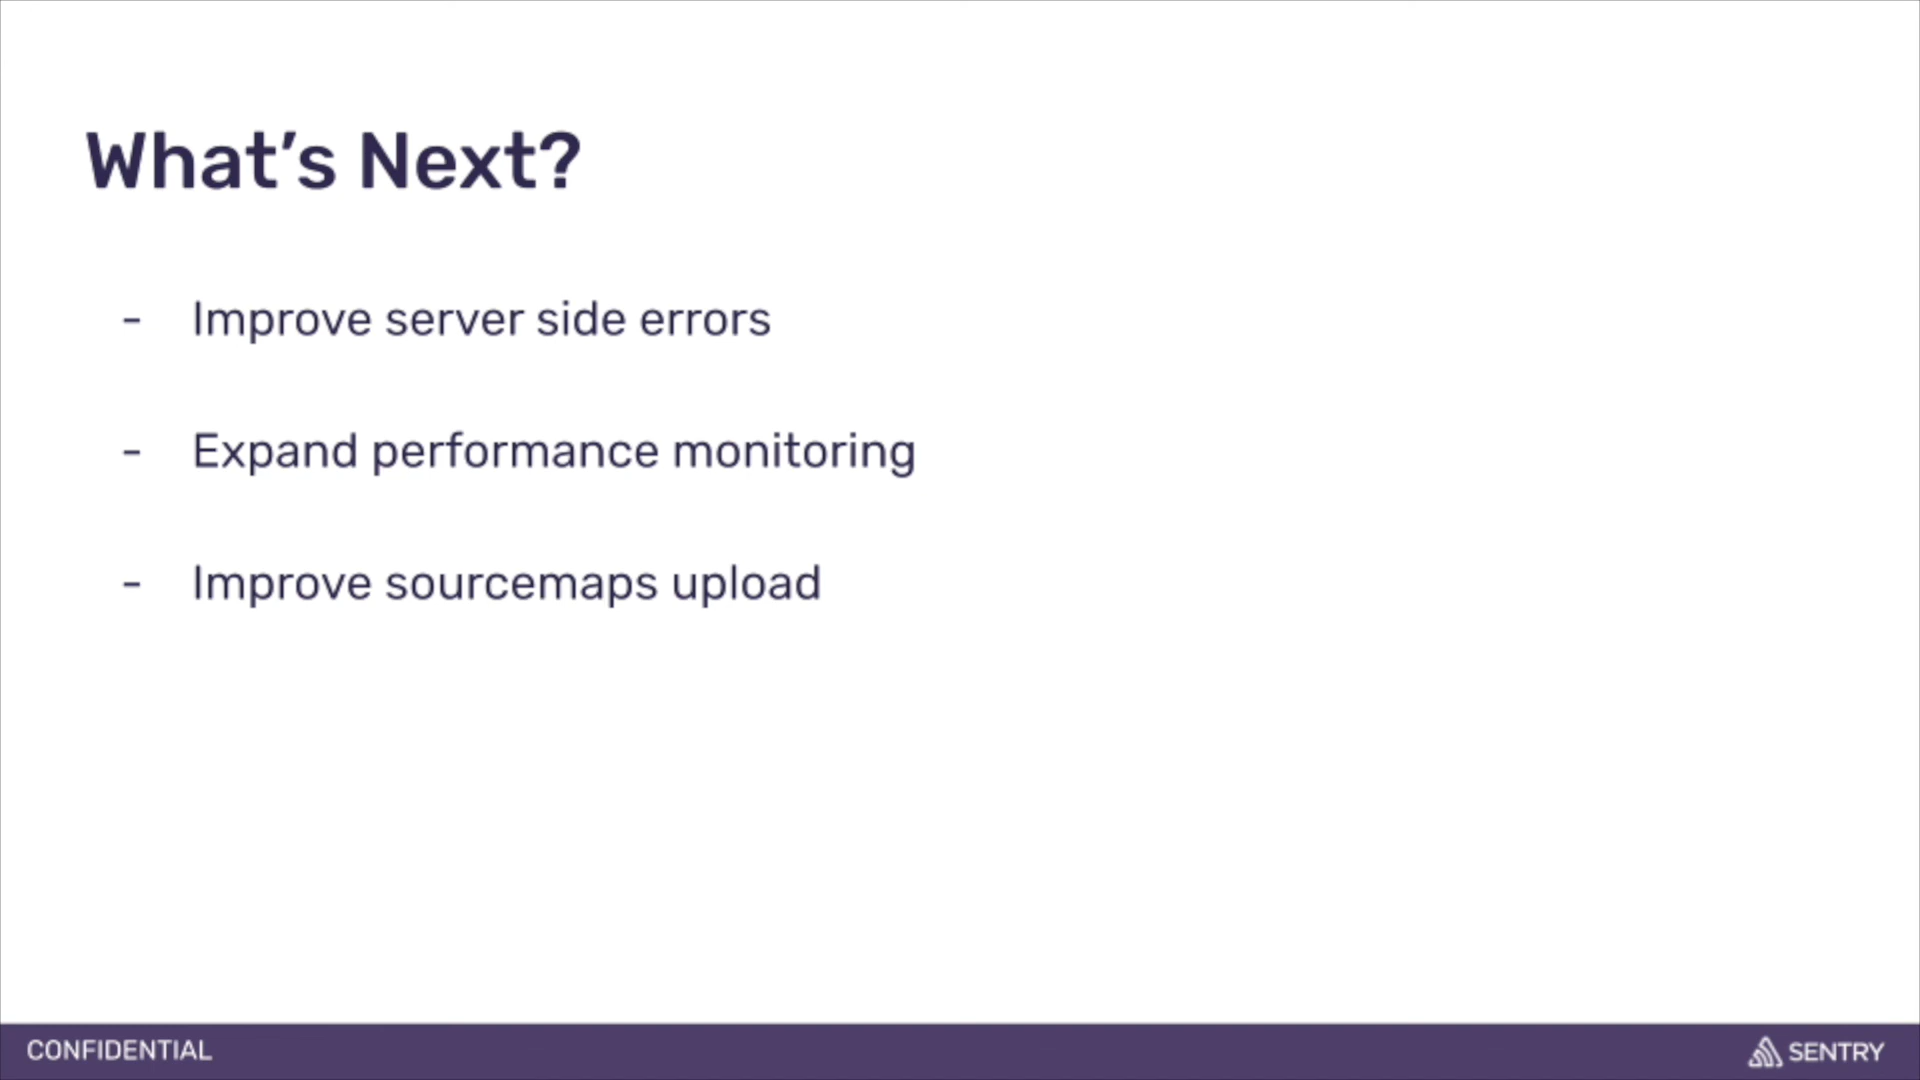 What’s Next?
- Improve server side errors
- Expand performance monitoring
- Improve sourcemaps upload
CONFIDENTIAL
SENTRY